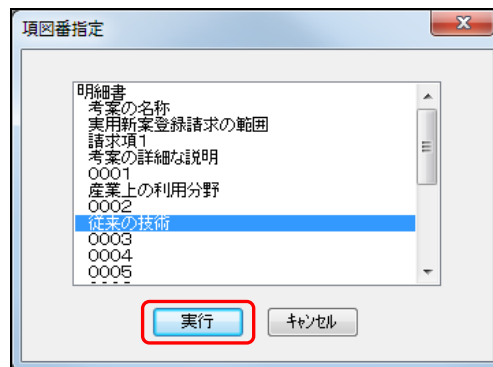 項図番指定
明細書
考案の名称
実用新案登録請求の範囲
請求項1
考案の詳細な説明
0001
産業上の利用分野
0002
従来の技術
0003
0004
0005
実行
ｷｬﾝｾﾙ